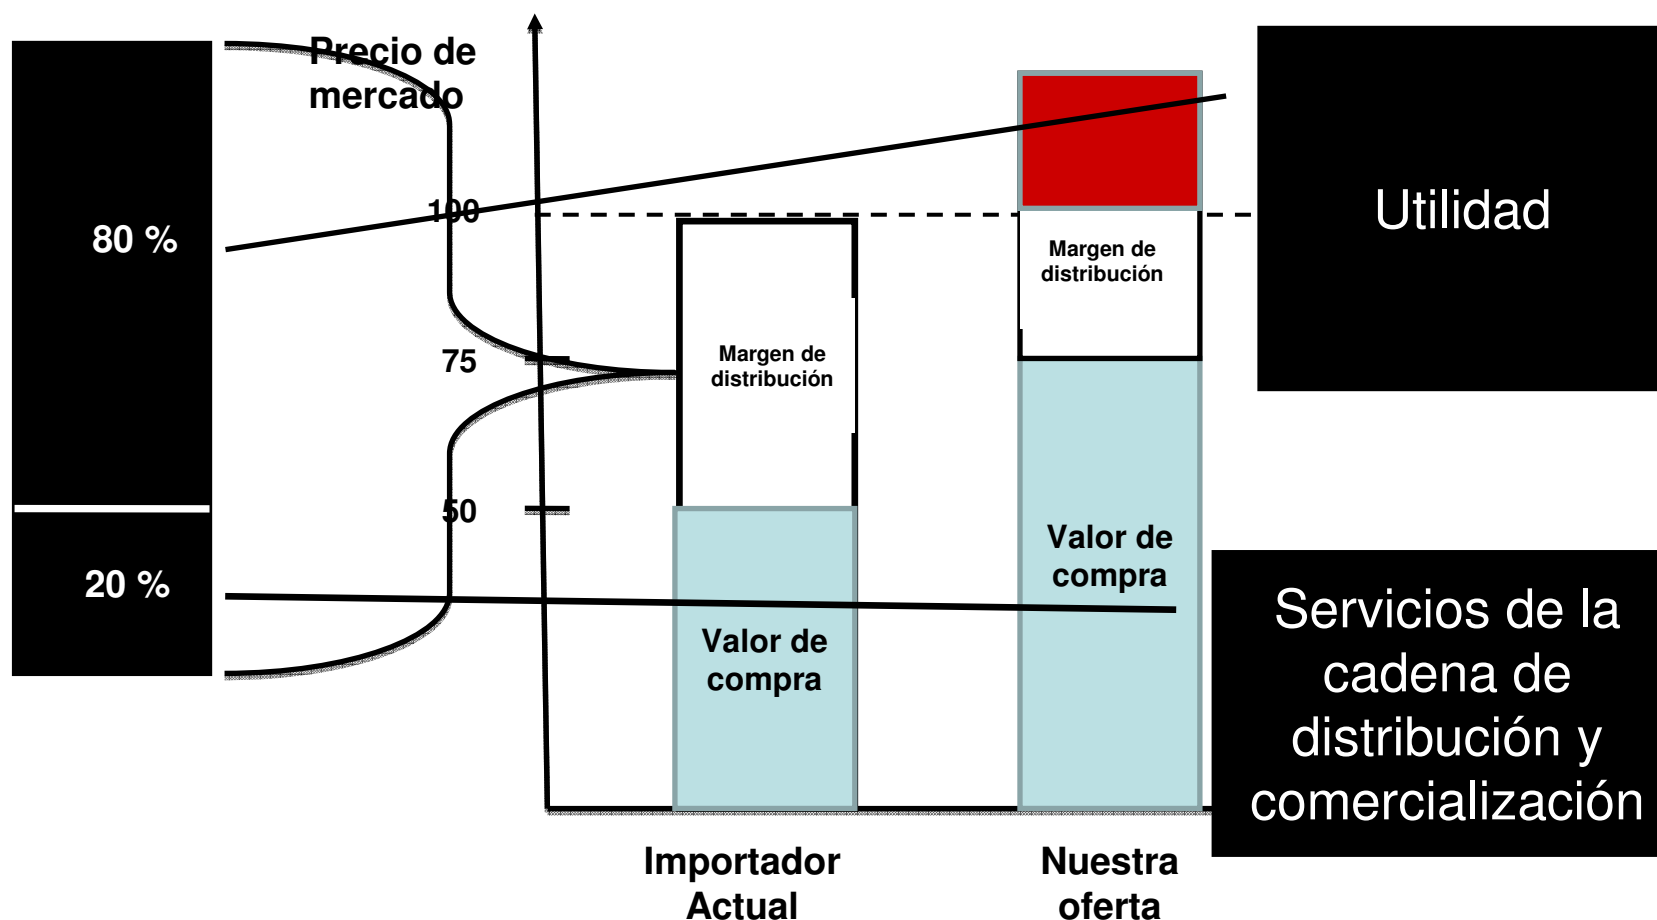 Precio de
mercado
100
75
50
80 %
20 %
Margen de
distribución
Valor de
compra
Margen de
distribución
Valor de
compra
Importador
Actual
Nuestra
oferta
Utilidad
Servicios de la
cadena de
distribución y
comercialización